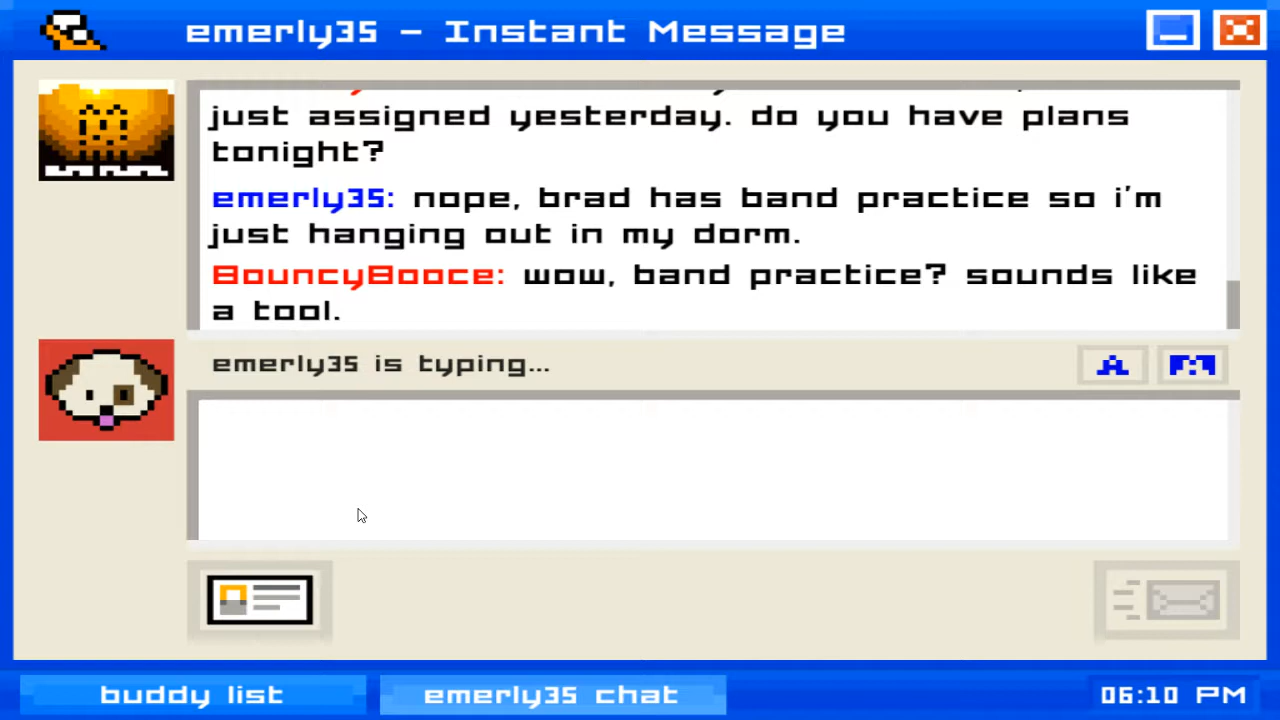 emerly35 - Instant Message
just assigned yesterday. do you have plans
tonight?
emerly35: nope, brad has band practice so i'm
just hanging out in my dorm.
BouncyBooce: wow, band practice? sounds like
a tool.
emerly35 is typing...
A
buddy list
emerly35 chat
06:10 PM